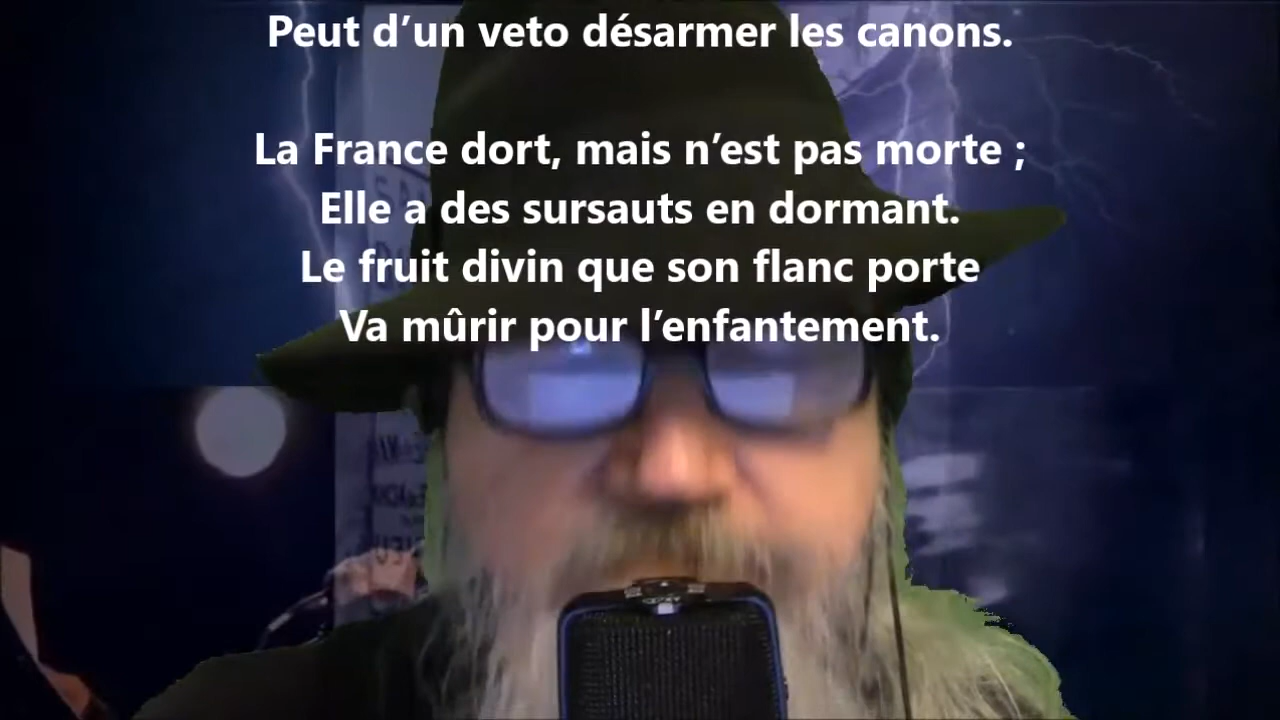 Peut d’un veto désarmer les canons.
La France dort, mais n’est pas morte ;
Elle a des sursauts en dormant.
Le fruit divin que son flanc porte
Va mûrir pour l’enfantement.